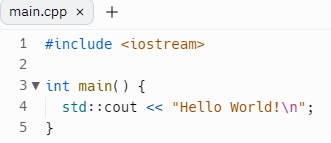 main.cpp × +
1 #include <iostream>
2
3 ▼ int main() {
4   std::cout << "Hello World!\n";
5 }